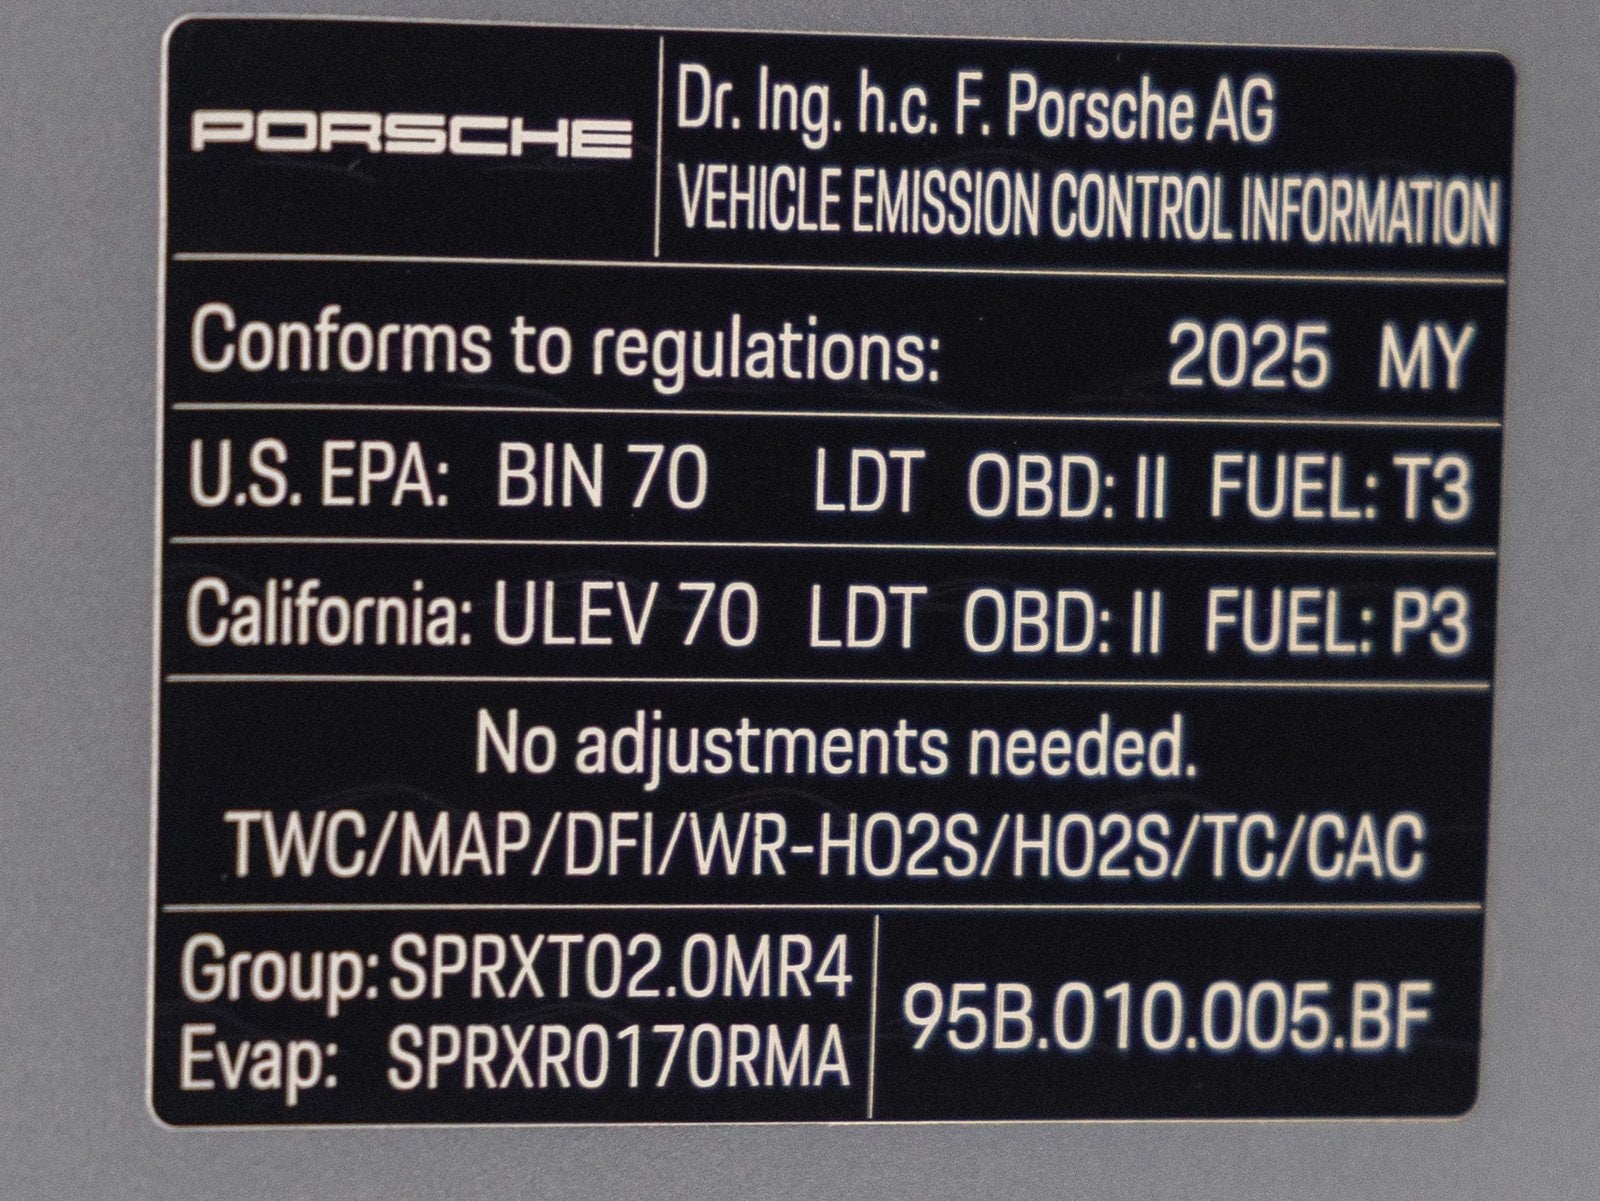 PORSCHE
Dr. Ing. h.c. F. Porsche AG
VEHICLE EMISSION CONTROL INFORMATION
Conforms to regulations: 2025 MY
U.S. EPA: BIN 70 LDT OBD: II FUEL: T3
California: ULEV 70 LDT OBD: II FUEL: P3
No adjustments needed.
TWC/MAP/DFI/WR-HO2S/HO2S/TC/CAC
Group: SPRXT02.0MR4
Evap: SPRXR0170RMA
95B.010.005.BF